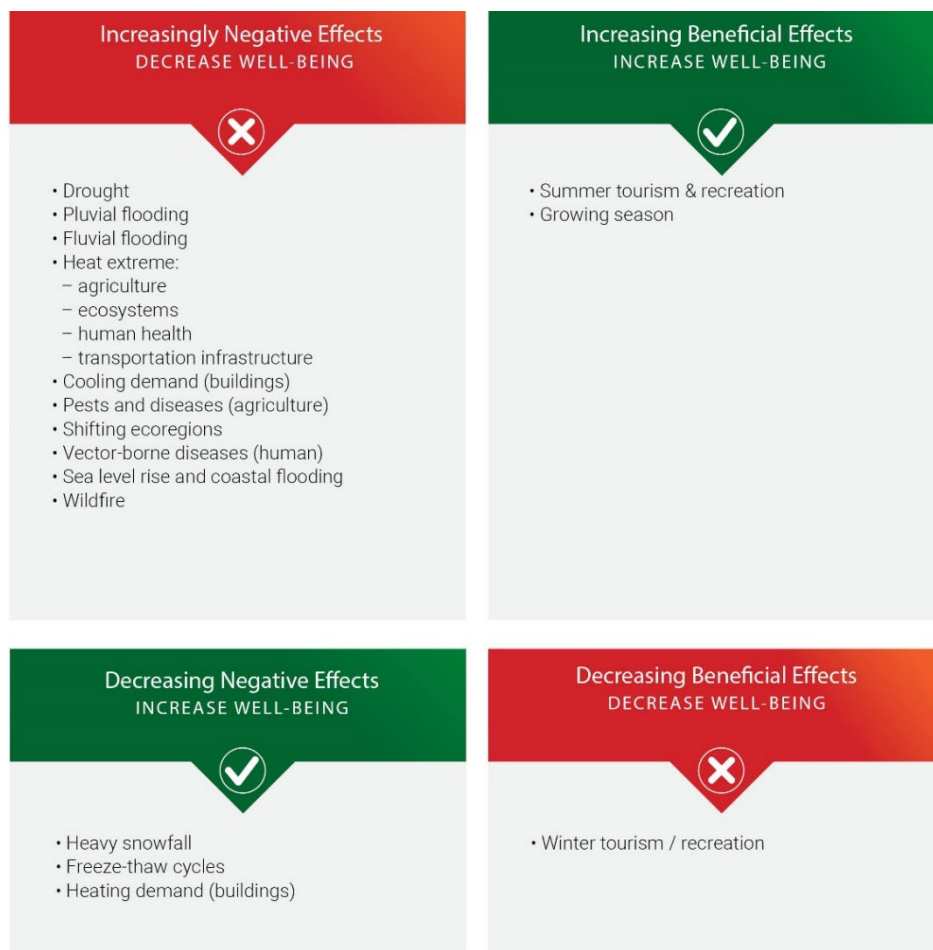 Increasingly Negative Effects
DECREASE WELL-BEING
• Drought
• Pluvial flooding
• Fluvial flooding
• Heat extreme:
– agriculture
– ecosystems
– human health
– transportation infrastructure
• Cooling demand (buildings)
• Pests and diseases (agriculture)
• Shifting ecoregions
• Vector-borne diseases (human)
• Sea level rise and coastal flooding
• Wildfire
Increasing Beneficial Effects
INCREASE WELL-BEING
• Summer tourism & recreation
• Growing season
Decreasing Negative Effects
INCREASE WELL-BEING
• Heavy snowfall
• Freeze-thaw cycles
• Heating demand (buildings)
Decreasing Beneficial Effects
DECREASE WELL-BEING
• Winter tourism / recreation